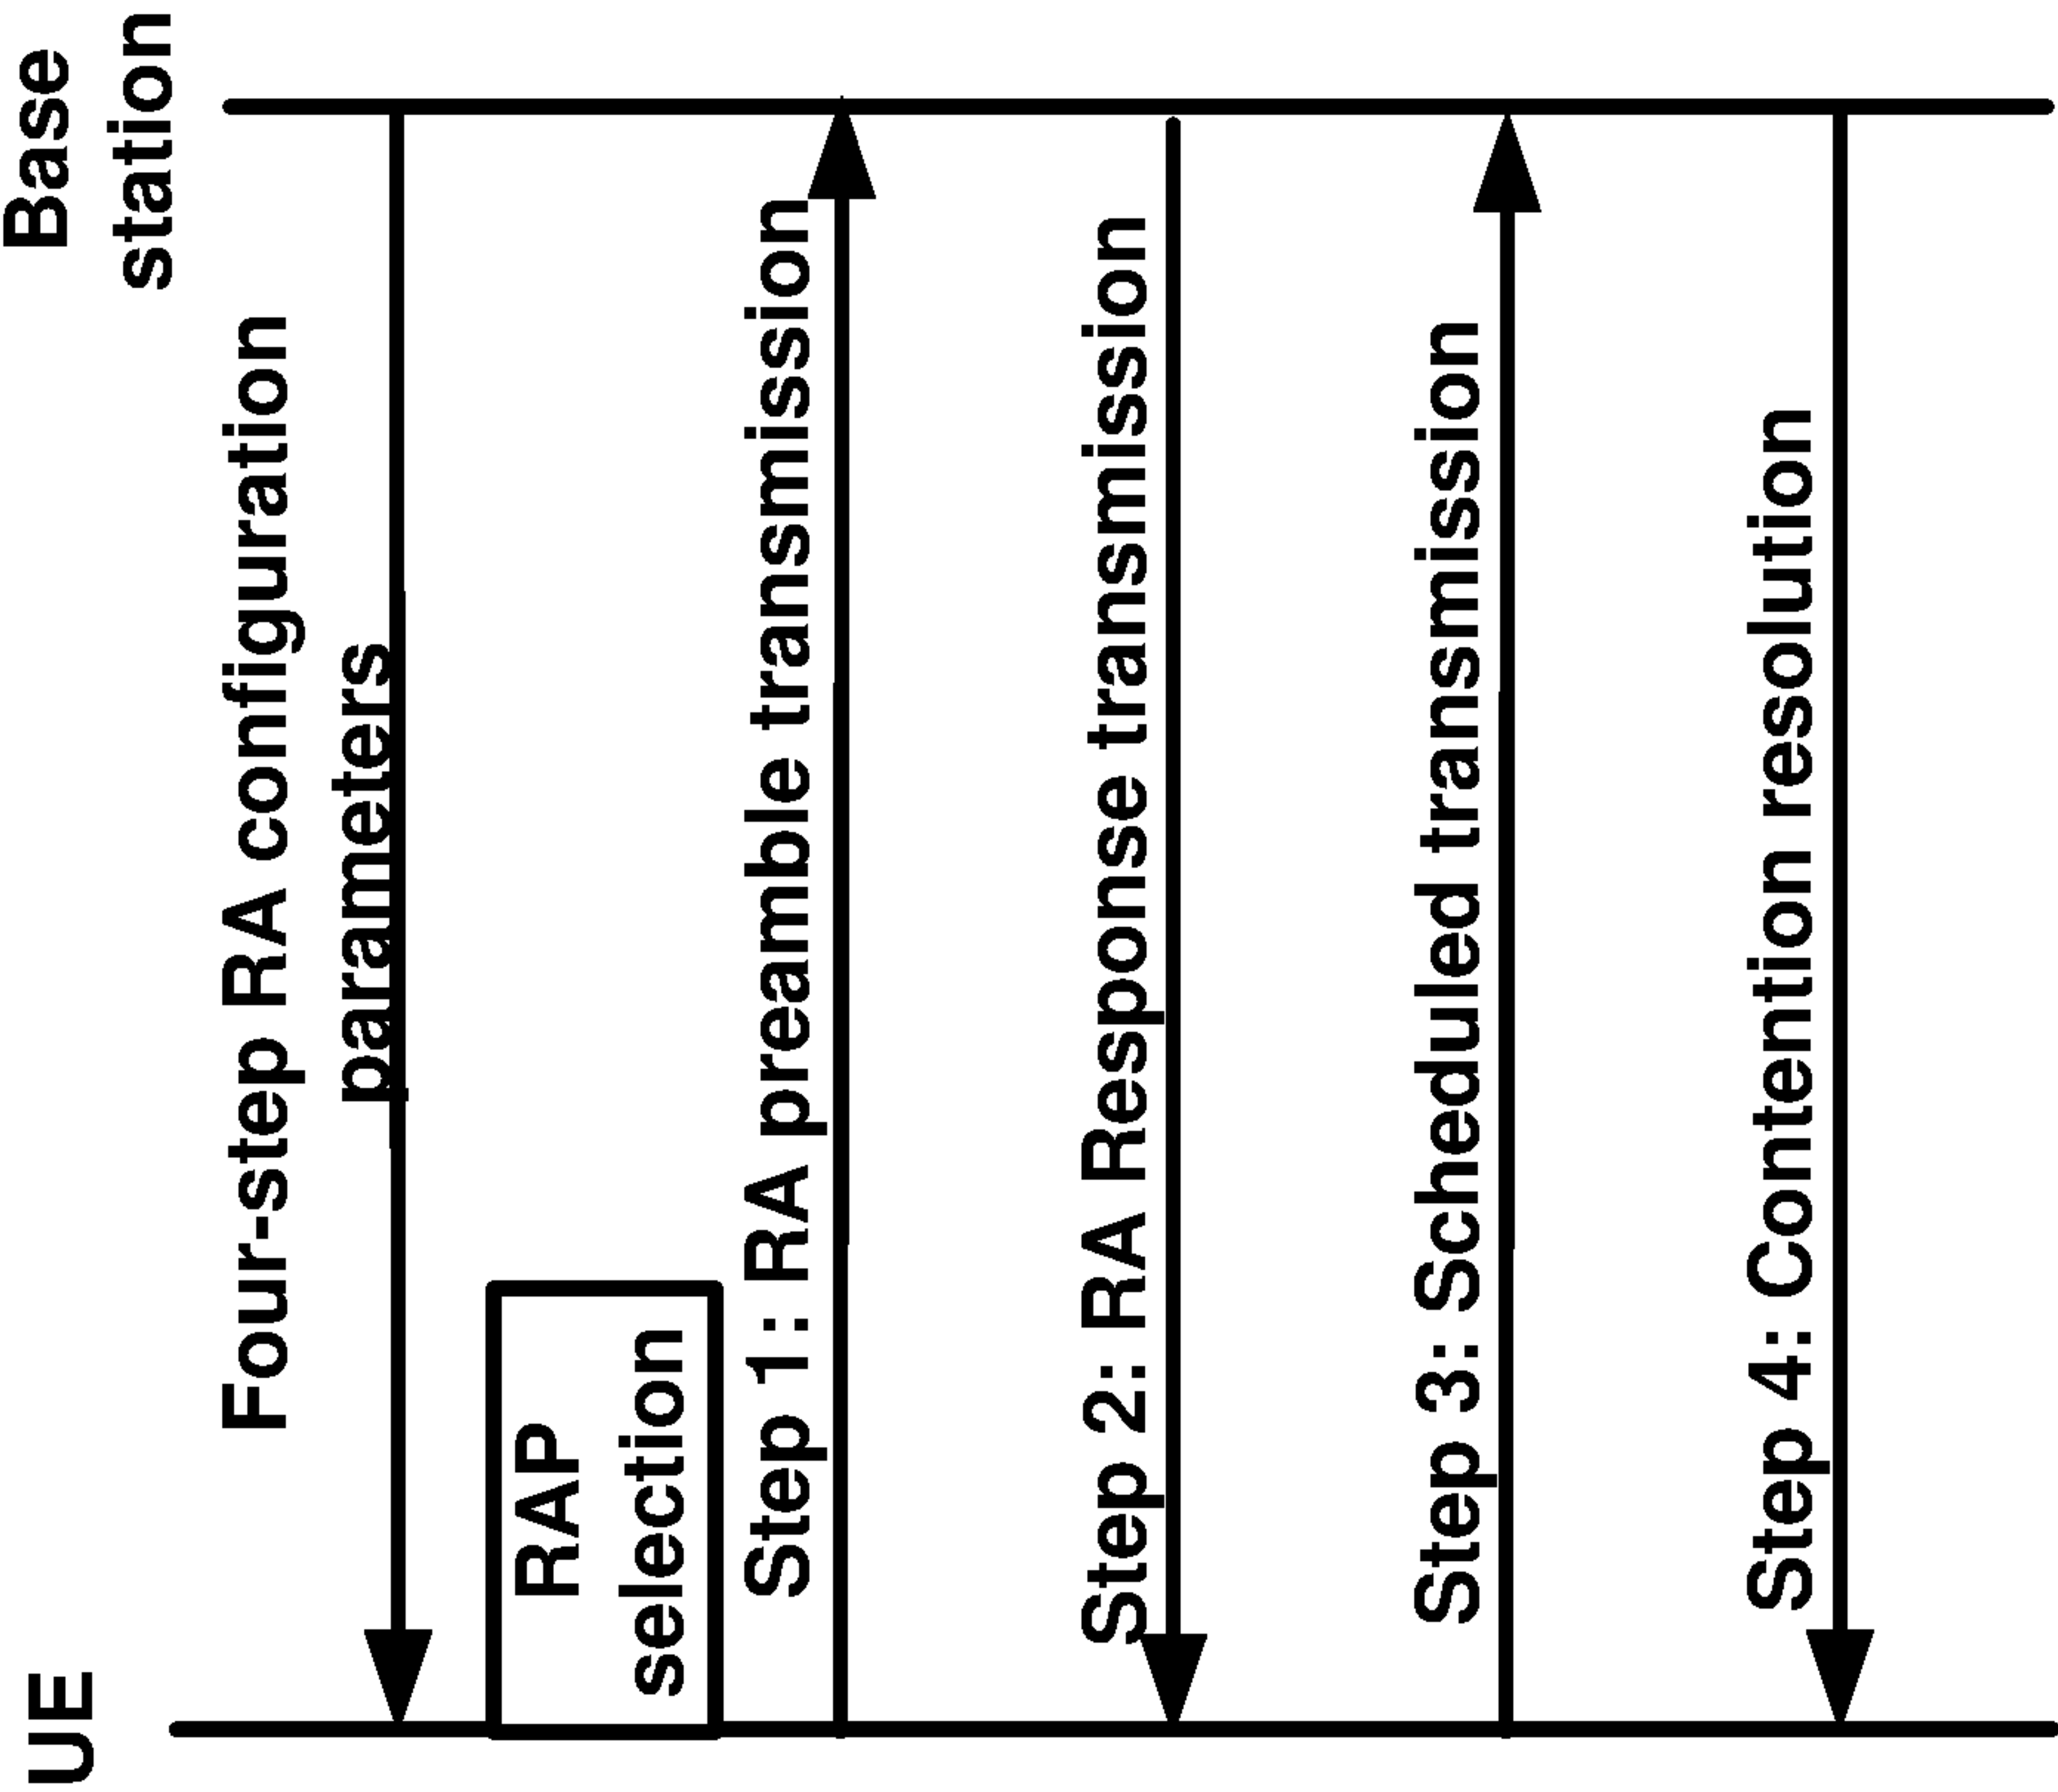 UE
Base
station
Four-step RA configuration
parameters
RAP
selection
Step 1: RA preamble transmission
Step 2: RA Response transmission
Step 3: Scheduled transmission
Step 4: Contention resolution